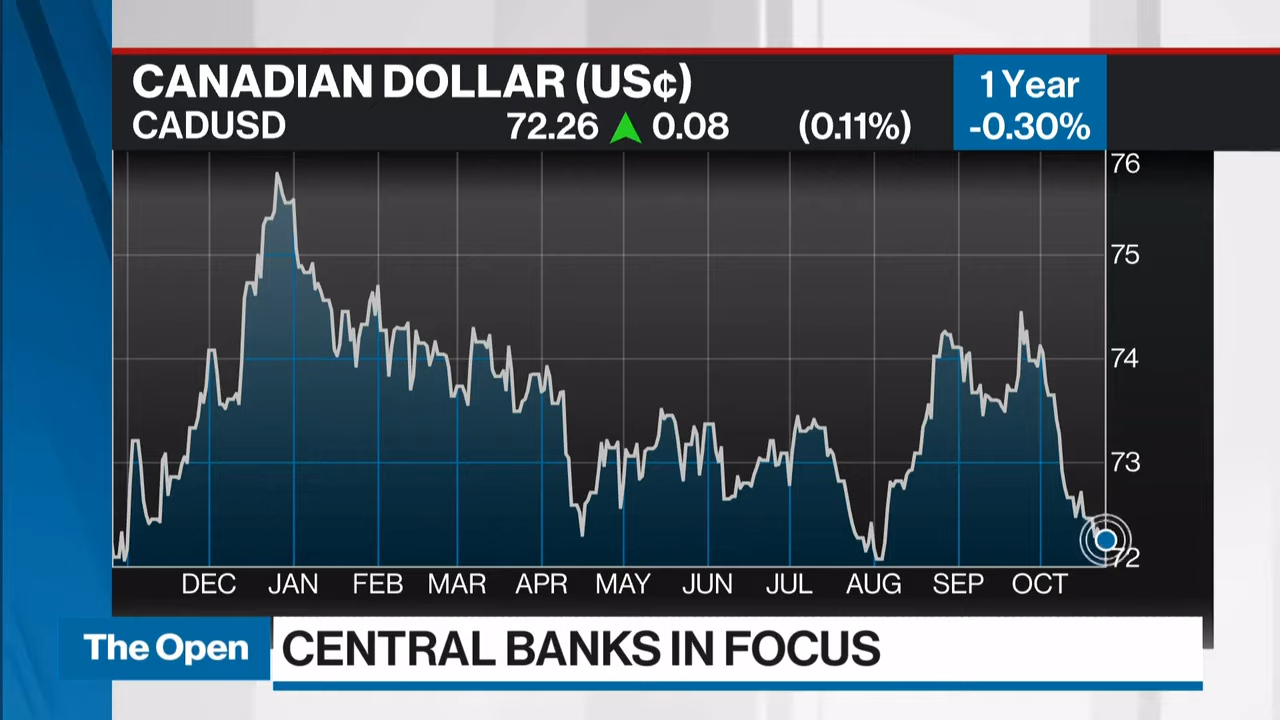 CANADIAN DOLLAR (US¢)
CADUSD 72.26 ▲ 0.08 (0.11%)
1 Year
-0.30%
76
75
74
73
72
DEC JAN FEB MAR APR MAY JUN JUL AUG SEP OCT
The Open
CENTRAL BANKS IN FOCUS